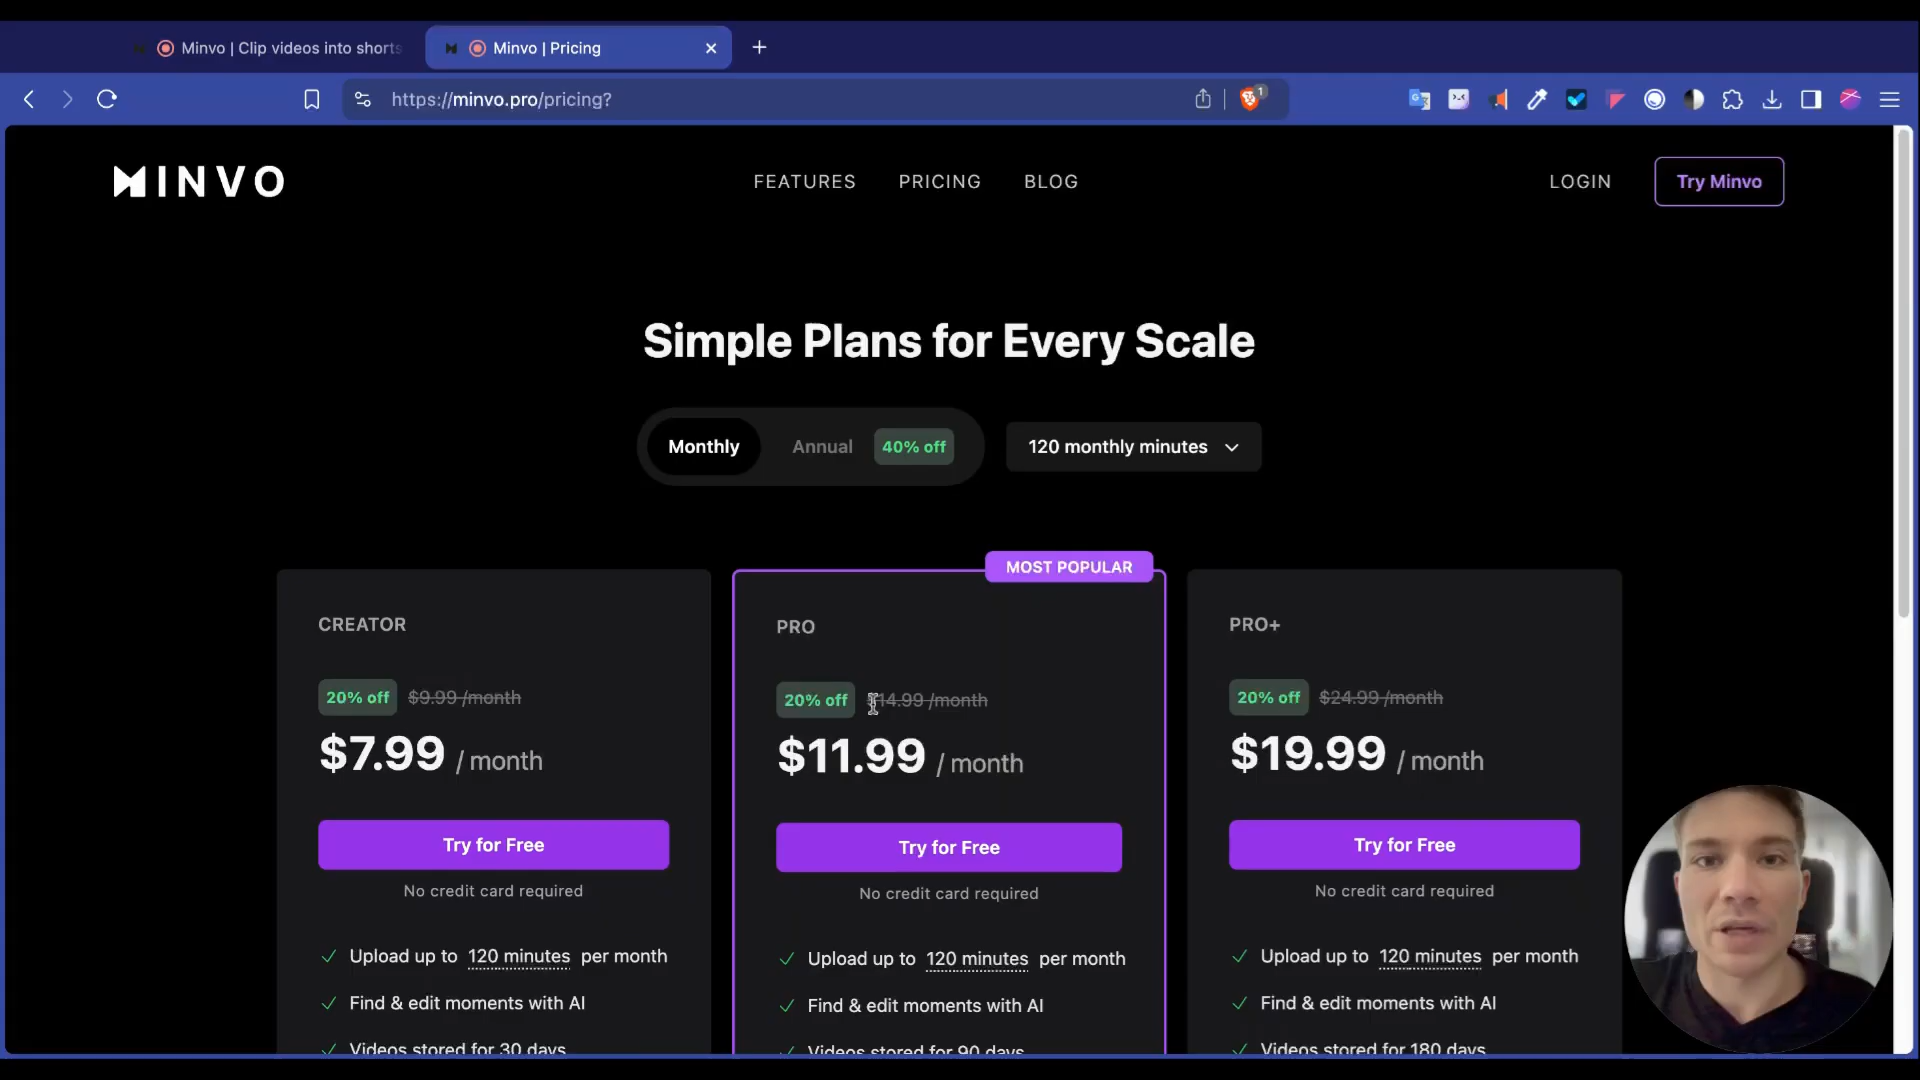 Minvo | Clip videos into shorts
Minvo | Pricing
https://minvo.pro/pricing?
1
MINVO
FEATURES
PRICING
BLOG
LOGIN
Try Minvo
Simple Plans for Every Scale
Monthly
Annual
40% off
120 monthly minutes
CREATOR
20% off
$9.99 /month
$7.99 / month
Try for Free
No credit card required
Upload up to 120 minutes per month
Find & edit moments with AI
Videos stored for 30 days
MOST POPULAR
PRO
20% off
$14.99 /month
$11.99 / month
Try for Free
No credit card required
Upload up to 120 minutes per month
Find & edit moments with AI
Videos stored for 90 days
PRO+
20% off
$24.99 /month
$19.99 / month
Try for Free
No credit card required
Upload up to 120 minutes per month
Find & edit moments with AI
Videos stored for 180 days